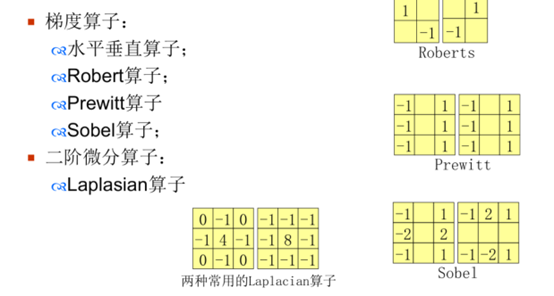 梯度算子:
水平垂直算子;
Robert算子;
Prewitt算子
Sobel算子;
二阶微分算子:
Laplasian算子
0 -1 0 -1 -1 -1
-1 4 -1 -1 8 -1
0 -1 0 -1 -1 -1
两种常用的Laplacian算子
1 1
-1 -1
Roberts
-1 1 -1 1
-1 1 -1 1
-1 1 -1 1
Prewitt
-1 1 -1 2 1
-2 2
-1 1 -1 -2 1
Sobel